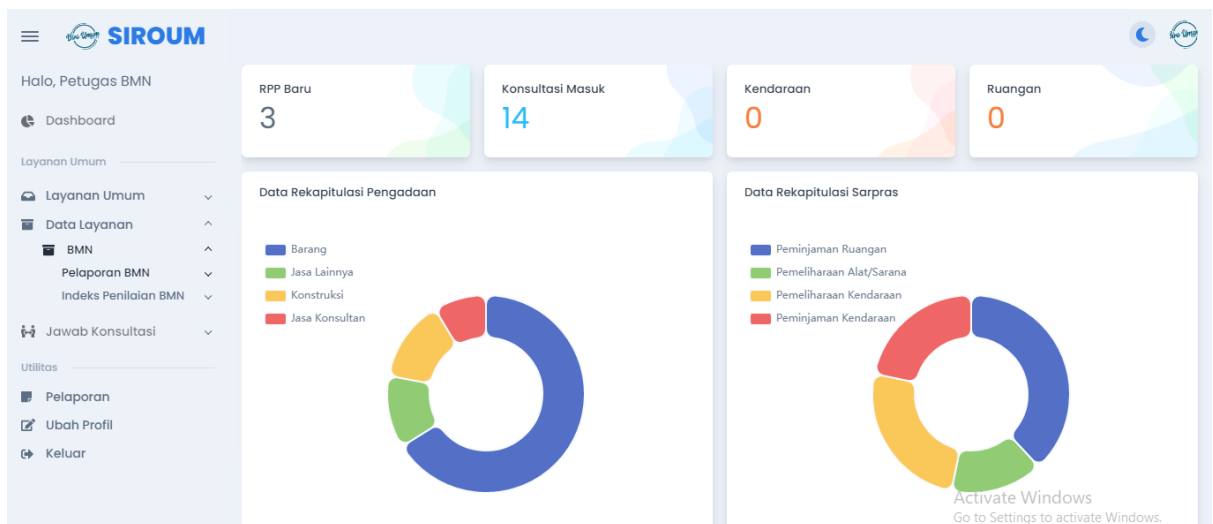 SIROUM
Halo, Petugas BMN
Dashboard
Layanan Umum
Layanan Umum
Data Layanan
BMN
Pelaporan BMN
Indeks Penilaian BMN
Jawab Konsultasi
Utilitas
Pelaporan
Ubah Profil
Keluar
RPP Baru
3
Konsultasi Masuk
14
Kendaraan
0
Ruangan
0
Data Rekapitulasi Pengadaan
Barang
Jasa Lainnya
Konstruksi
Jasa Konsultan
Data Rekapitulasi Sarpras
Peminjaman Ruangan
Pemeliharaan Alat/Sarana
Pemeliharaan Kendaraan
Peminjaman Kendaraan
Activate Windows
Go to Settings to activate Windows.